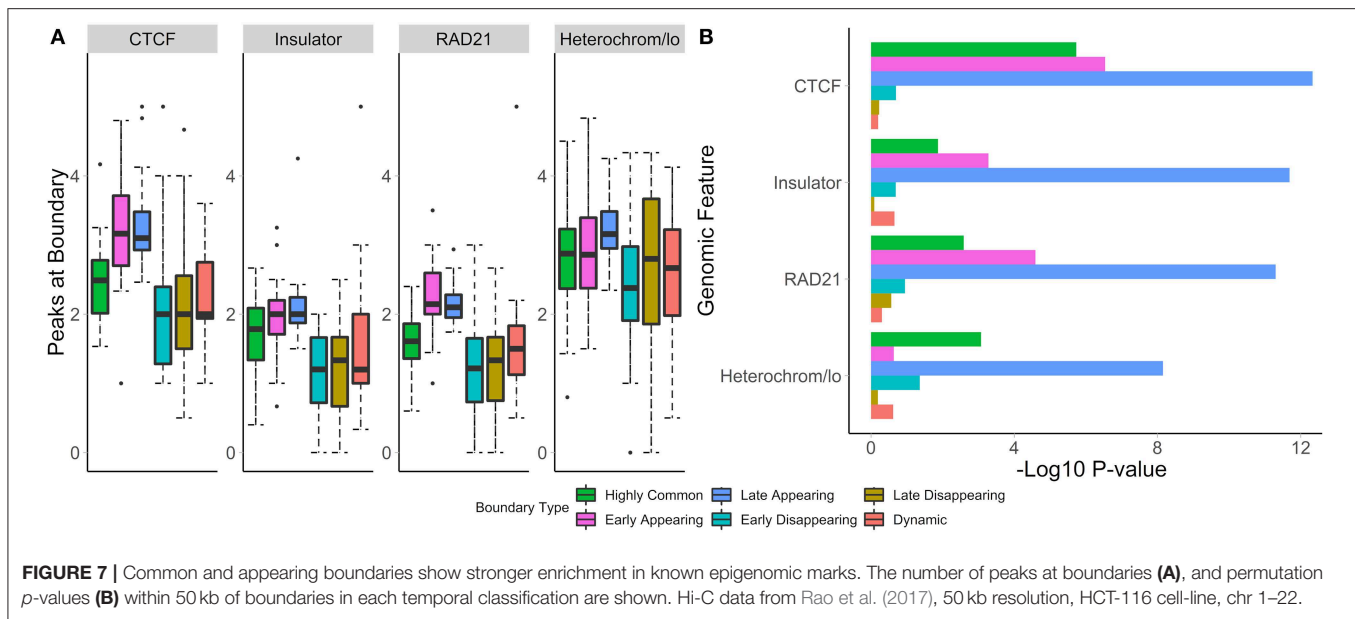 A
CTCF
Insulator
RAD21
Heterochrom/lo
Peaks at Boundary
4
2
0
4
2
0
4
2
0
4
2
0
B
Genomic Feature
CTCF
Insulator
RAD21
Heterochrom/lo
0
4
8
12
-Log10 P-value
Boundary Type
Highly Common
Late Appearing
Late Disappearing
Early Appearing
Early Disappearing
Dynamic
FIGURE 7 | Common and appearing boundaries show stronger enrichment in known epigenomic marks. The number of peaks at boundaries (A), and permutation
p-values (B) within 50 kb of boundaries in each temporal classification are shown. Hi-C data from Rao et al. (2017), 50 kb resolution, HCT-116 cell-line, chr 1–22.